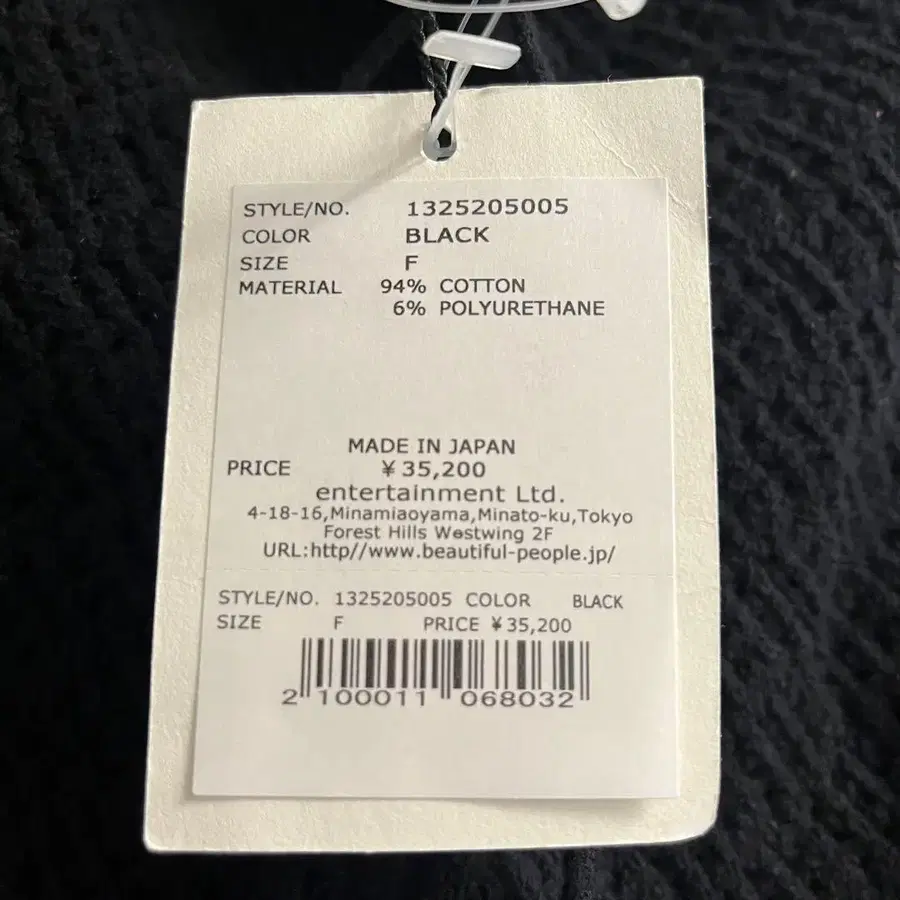 STYLE/NO. 1325205005
COLOR BLACK
SIZE F
MATERIAL 94% COTTON
6% POLYURETHANE
MADE IN JAPAN
PRICE ¥35,200
entertainment Ltd.
4-18-16,Minamiaoyama,Minato-ku,Tokyo
Forest Hills Westwing 2F
URL:http//www.beautiful-people.jp/
STYLE/NO. 1325205005 COLOR BLACK
SIZE F PRICE ¥35,200
2 100011 068032